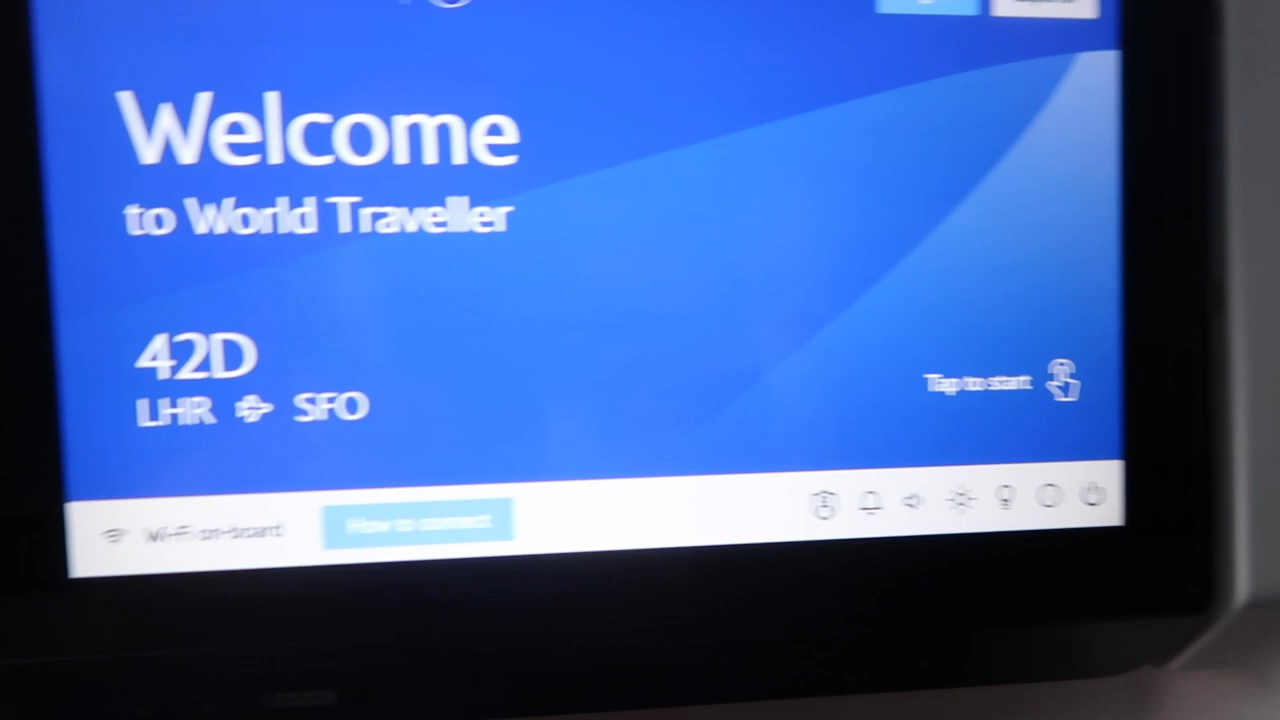 Welcome
to World Traveller
42D
LHR SFO
Tap to start
Wi-Fi on-board
How to connect